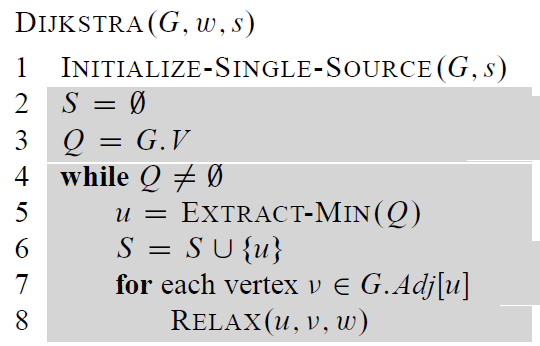 DIJKSTRA(G, w, s)
1 INITIALIZE-SINGLE-SOURCE(G, s)
2 S = ∅
3 Q = G.V
4 while Q ≠ ∅
5 u = EXTRACT-MIN(Q)
6 S = S ∪ {u}
7 for each vertex v ∈ G.Adj[u]
8 RELAX(u, v, w)